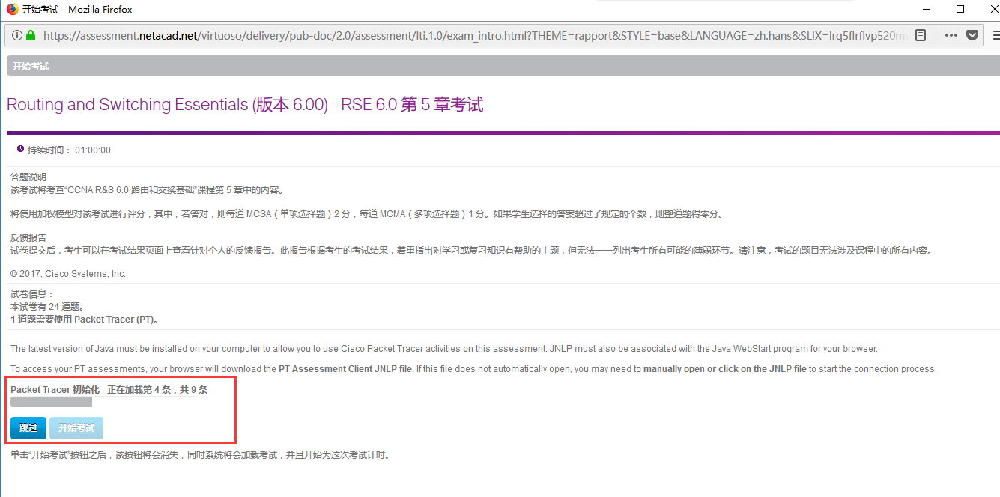 开始考试 - Mozilla Firefox
https://assessment.netacad.net/virtuoso/delivery/pub-doc/2.0/assessment/lti.1.0/exam_intro.html?THEME=rapport&STYLE=base&LANGUAGE=zh.hans&SLIX=
开始考试
Routing and Switching Essentials (版本 6.00) - RSE 6.0 第 5 章考试
持续时间： 01:00:00
答题说明
该考试将考查“CCNA R&S 6.0 路由和交换基础”课程第 5 章中的内容。
将使用加权模型对该考试进行评分，其中，若答对，则每道 MCSA（单项选择题）2 分，每道 MCMA（多项选择题）1 分。如果学生选择的答案超过了规定的个数，则整道题得零分。
反馈报告
试卷提交后，考生可以在考试结果页面上查看针对个人的反馈报告。此报告根据考生的考试结果，着重指出对学习或复习知识有帮助的主题，但无法一一列出考生所有可能的薄弱环节。请注意，考试的题目无法涉及课程中的所有内容。
© 2017, Cisco Systems, Inc.
试卷信息：
本试卷有 24 道题。
1 道题需要使用 Packet Tracer (PT)。
The latest version of Java must be installed on your computer to allow you to use Cisco Packet Tracer activities on this assessment. JNLP must also be associated with the Java WebStart program for your browser.
To access your PT assessments, your browser will download the PT Assessment Client JNLP file. If this file does not automatically open, you may need to manually open or click on the JNLP file to start the connection process.
Packet Tracer 初始化 - 正在加载第 4 条，共 9 条
跳过 开始考试
单击“开始考试”按钮之后，该按钮将会消失，同时系统将会加载考试，并且开始为这次考试计时。